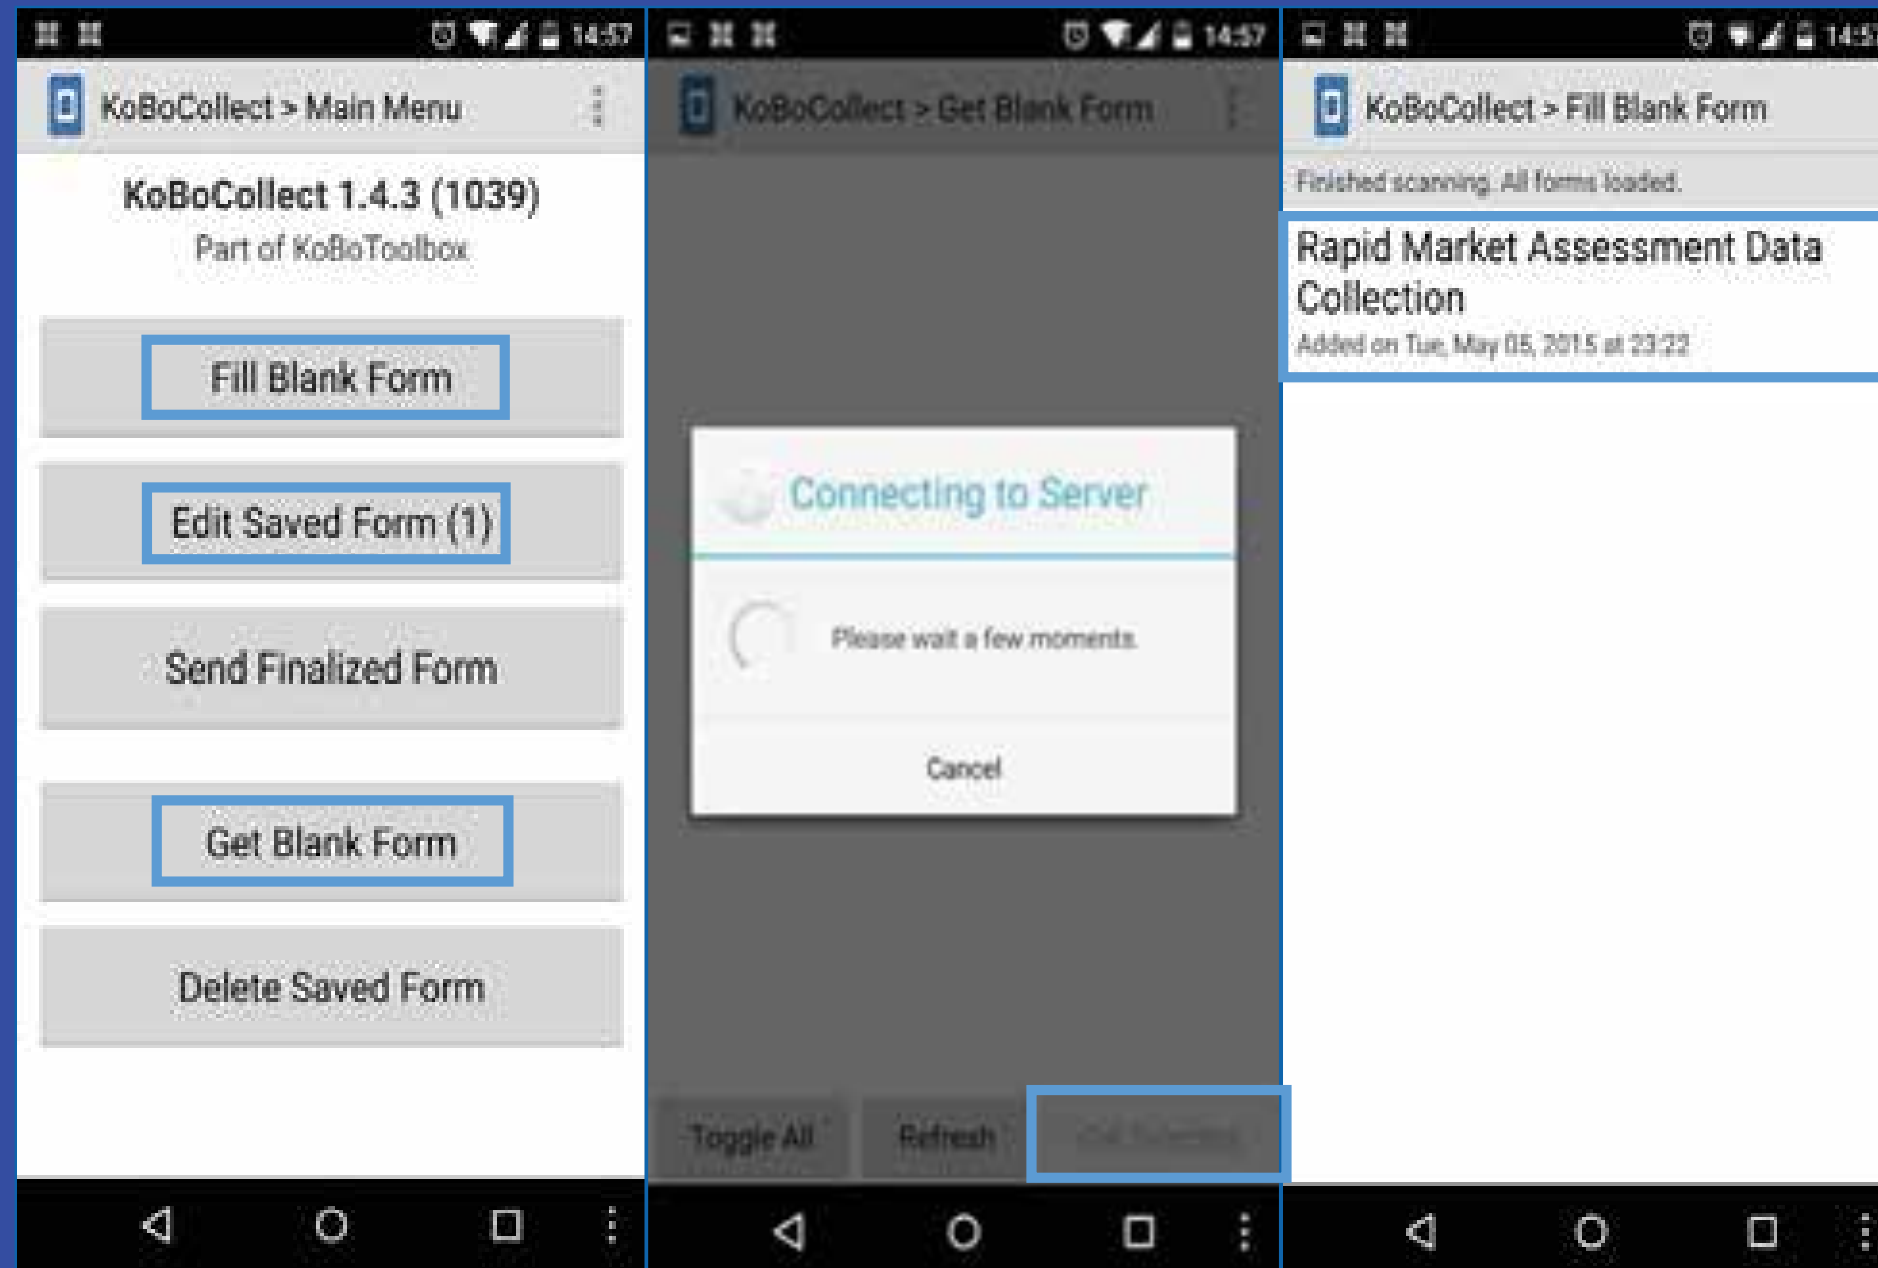 14:57
KoBoCollect > Main Menu
KoBoCollect 1.4.3 (1039)
Part of KoBoToolbox
Fill Blank Form
Edit Saved Form (1)
Send Finalized Form
Get Blank Form
Delete Saved Form
14:57
KoBoCollect > Get Blank Form
Connecting to Server
Please wait a few moments.
Cancel
Toggle All
Refresh
14:57
KoBoCollect > Fill Blank Form
Finished scanning. All forms loaded.
Rapid Market Assessment Data
Collection
Added on Tue, May 05, 2015 at 23:22